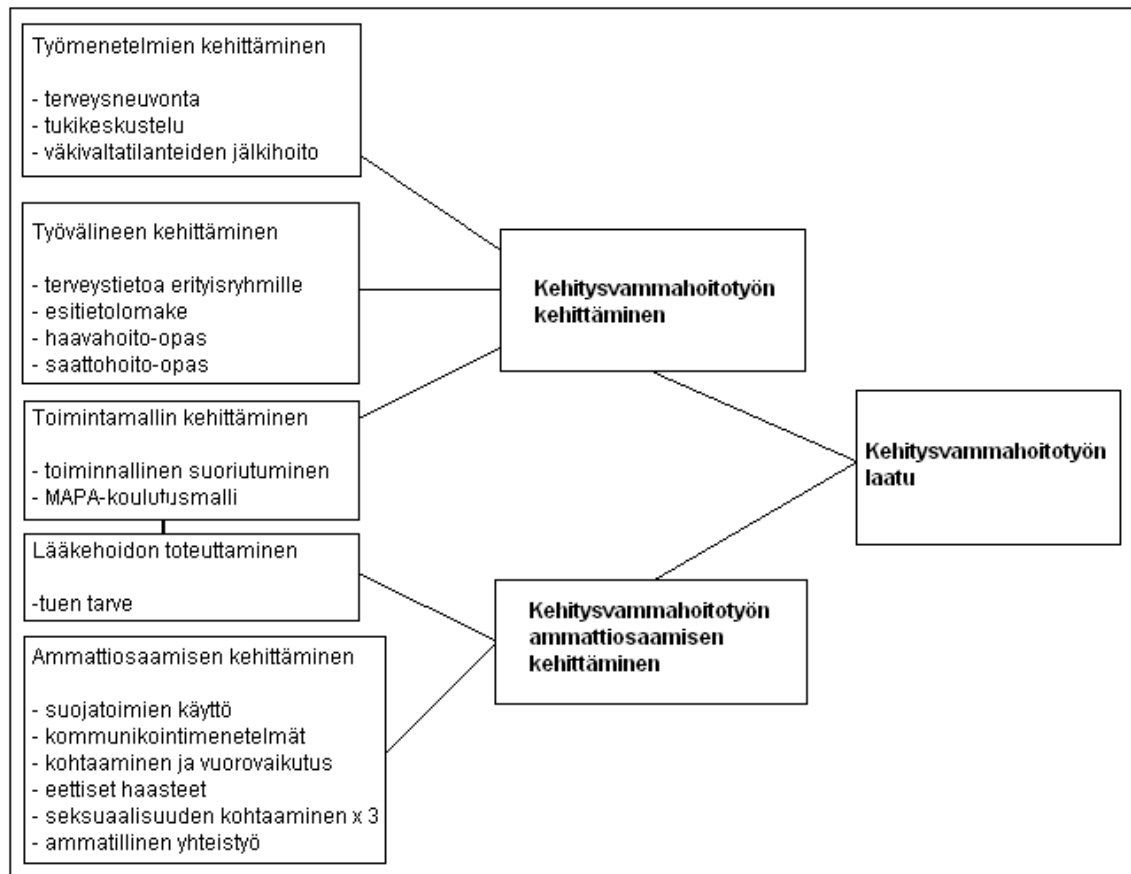 Työmenetelmien kehittäminen
- terveysneuvonta
- tukikeskustelu
- väkivaltatilanteiden jälkihoito
Työvälineen kehittäminen
- terveystietoa erityisryhmille
- esitietolomake
- haavahoito-opas
- saattohoito-opas
Toimintamallin kehittäminen
- toiminnallinen suoriutuminen
- MAPA-koulutusmalli
Lääkehoidon toteuttaminen
-tuen tarve
Ammattiosaamisen kehittäminen
- suojatoimien käyttö
- kommunikointimenetelmät
- kohtaaminen ja vuorovaikutus
- eettiset haasteet
- seksuaalisuuden kohtaaminen x 3
- ammatillinen yhteistyö
Kehitysvammahoitotyön
kehittäminen
Kehitysvammahoitotyön
ammattiosaamisen
kehittäminen
Kehitysvammahoitotyön
laatu